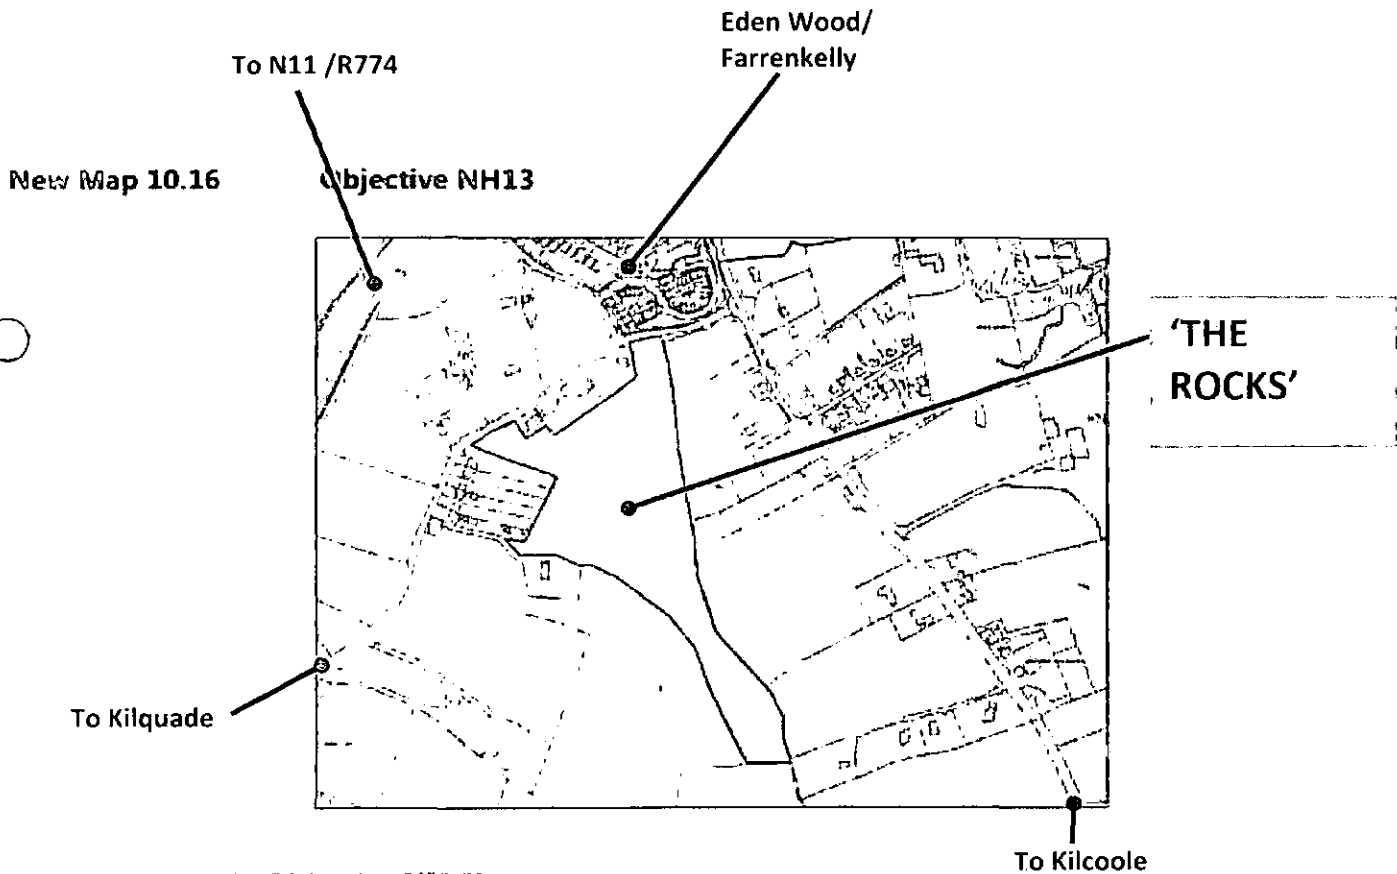 Eden Wood/
Farrenkelly
To N11 /R774
New Map 10.16 Objective NH13
'THE
ROCKS'
To Kilquade
To Kilcoole